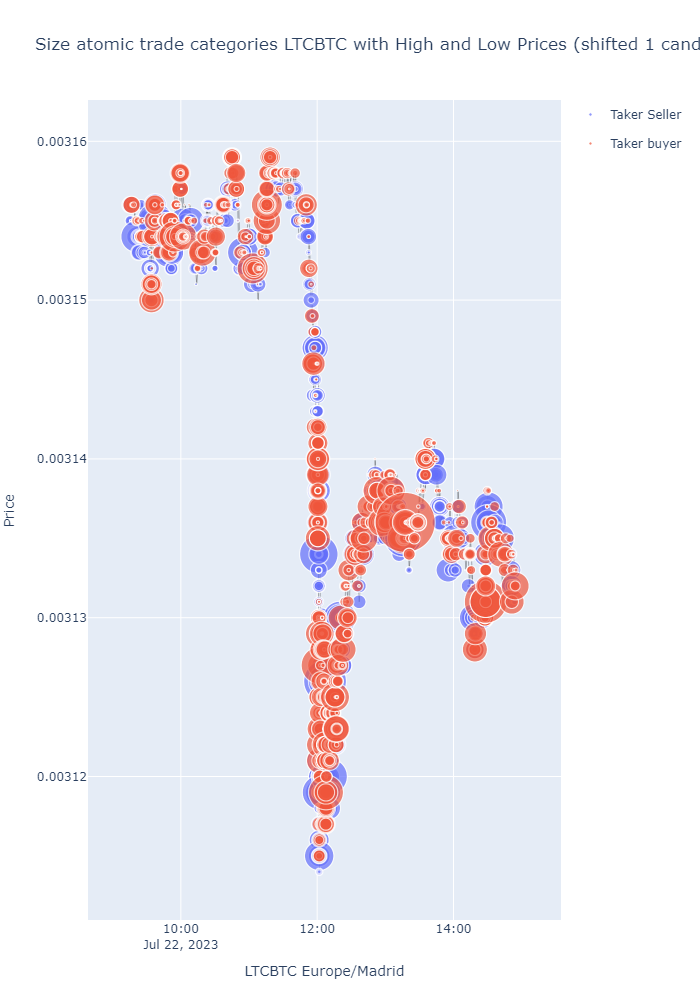 Size atomic trade categories LTCBTC with High and Low Prices (shifted 1 cand
Taker Seller
Taker buyer
0.00316
0.00315
0.00314
0.00313
0.00312
Price
10:00
12:00
14:00
Jul 22, 2023
LTCBTC Europe/Madrid